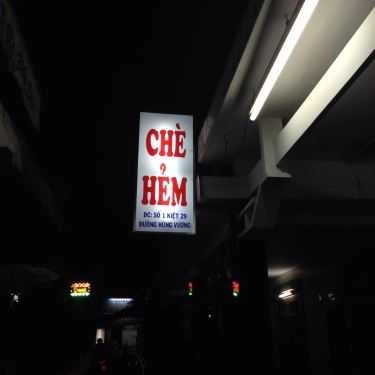 CHÈ
HẺM
ĐC: SỐ 1 KIỆT 29
ĐƯỜNG HÙNG VƯƠNG